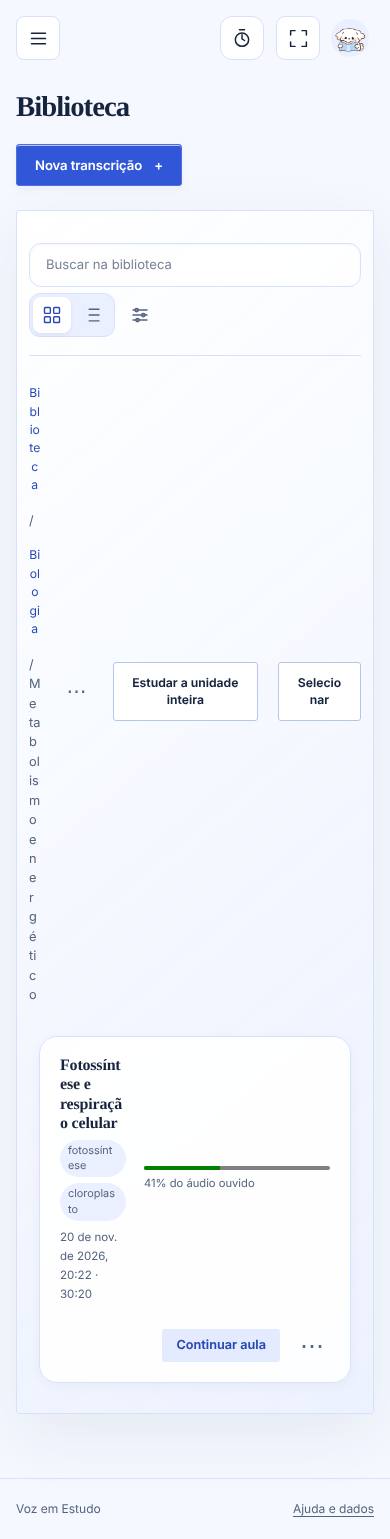 Biblioteca
Nova transcrição +
Buscar na biblioteca
Bi
bl
io
te
c
a
/
Bi
ol
o
gi
a
/
M
e
ta
b
ol
is
m
o
e
n
e
r
g
é
ti
c
o
...
Estudar a unidade
inteira
Selecio
nar
Fotossínt
ese e
respiraçã
o celular
fotossínt
ese
cloroplas
to
20 de nov.
de 2026,
20:22 ·
30:20
41% do áudio ouvido
Continuar aula
...
Voz em Estudo
Ajuda e dados